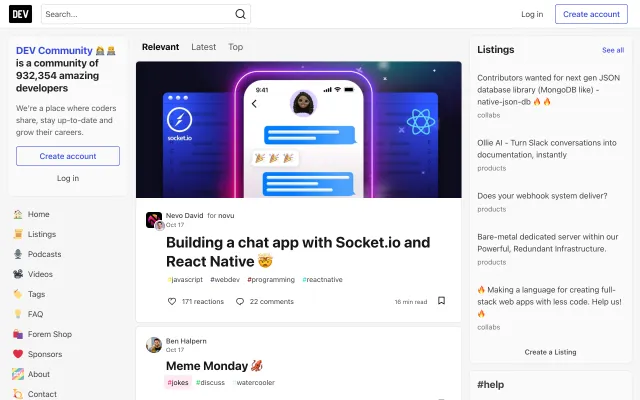 DEV
Search...
Log in
Create account
DEV Community
is a community of
932,354 amazing
developers
We're a place where coders
share, stay up-to-date and
grow their careers.
Create account
Log in
Home
Listings
Podcasts
Videos
Tags
FAQ
Forem Shop
Sponsors
About
Contact
Relevant
Latest
Top
socket.io
9:41
Nevo David for novu
Oct 17
Building a chat app with Socket.io and
React Native 🤯
#javascript #webdev #programming #reactnative
171 reactions
22 comments
16 min read
Ben Halpern
Oct 17
Meme Monday
#jokes #discuss watercooler
Listings
See all
Contributors wanted for next gen JSON
database library (MongoDB like) -
native-json-db 🔥 🔥
collabs
Ollie AI - Turn Slack conversations into
documentation, instantly
products
Does your webhook system deliver?
products
Bare-metal dedicated server within our
Powerful, Redundant Infrastructure.
products
🔥 Making a language for creating full-
stack web apps with less code. Help us!
🔥
collabs
Create a Listing
#help